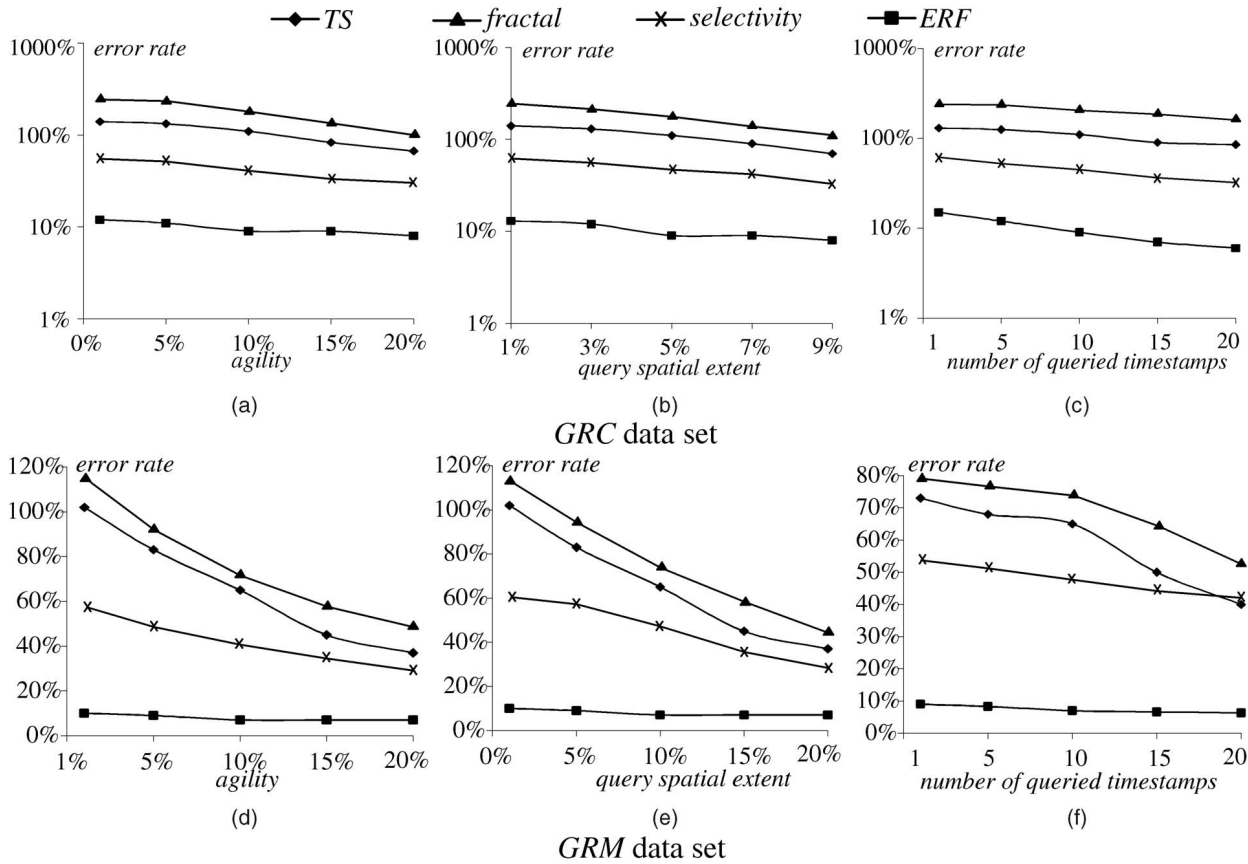 TS fractal selectivity ERF
1000% error rate
100%
10%
1%
0% 5% 10% 15% 20%
agility
(a)
1000% error rate
100%
10%
1%
1% 3% 5% 7% 9%
query spatial extent
(b)
1000% error rate
100%
10%
1%
1 5 10 15 20
number of queried timestamps
(c)
GRC data set
120% error rate
100%
80%
60%
40%
20%
0%
1% 5% 10% 15% 20%
agility
(d)
120% error rate
100%
80%
60%
40%
20%
0%
0% 5% 10% 15% 20%
query spatial extent
(e)
error rate
80%
70%
60%
50%
40%
30%
20%
10%
0%
1 5 10 15 20
number of queried timestamps
(f)
GRM data set